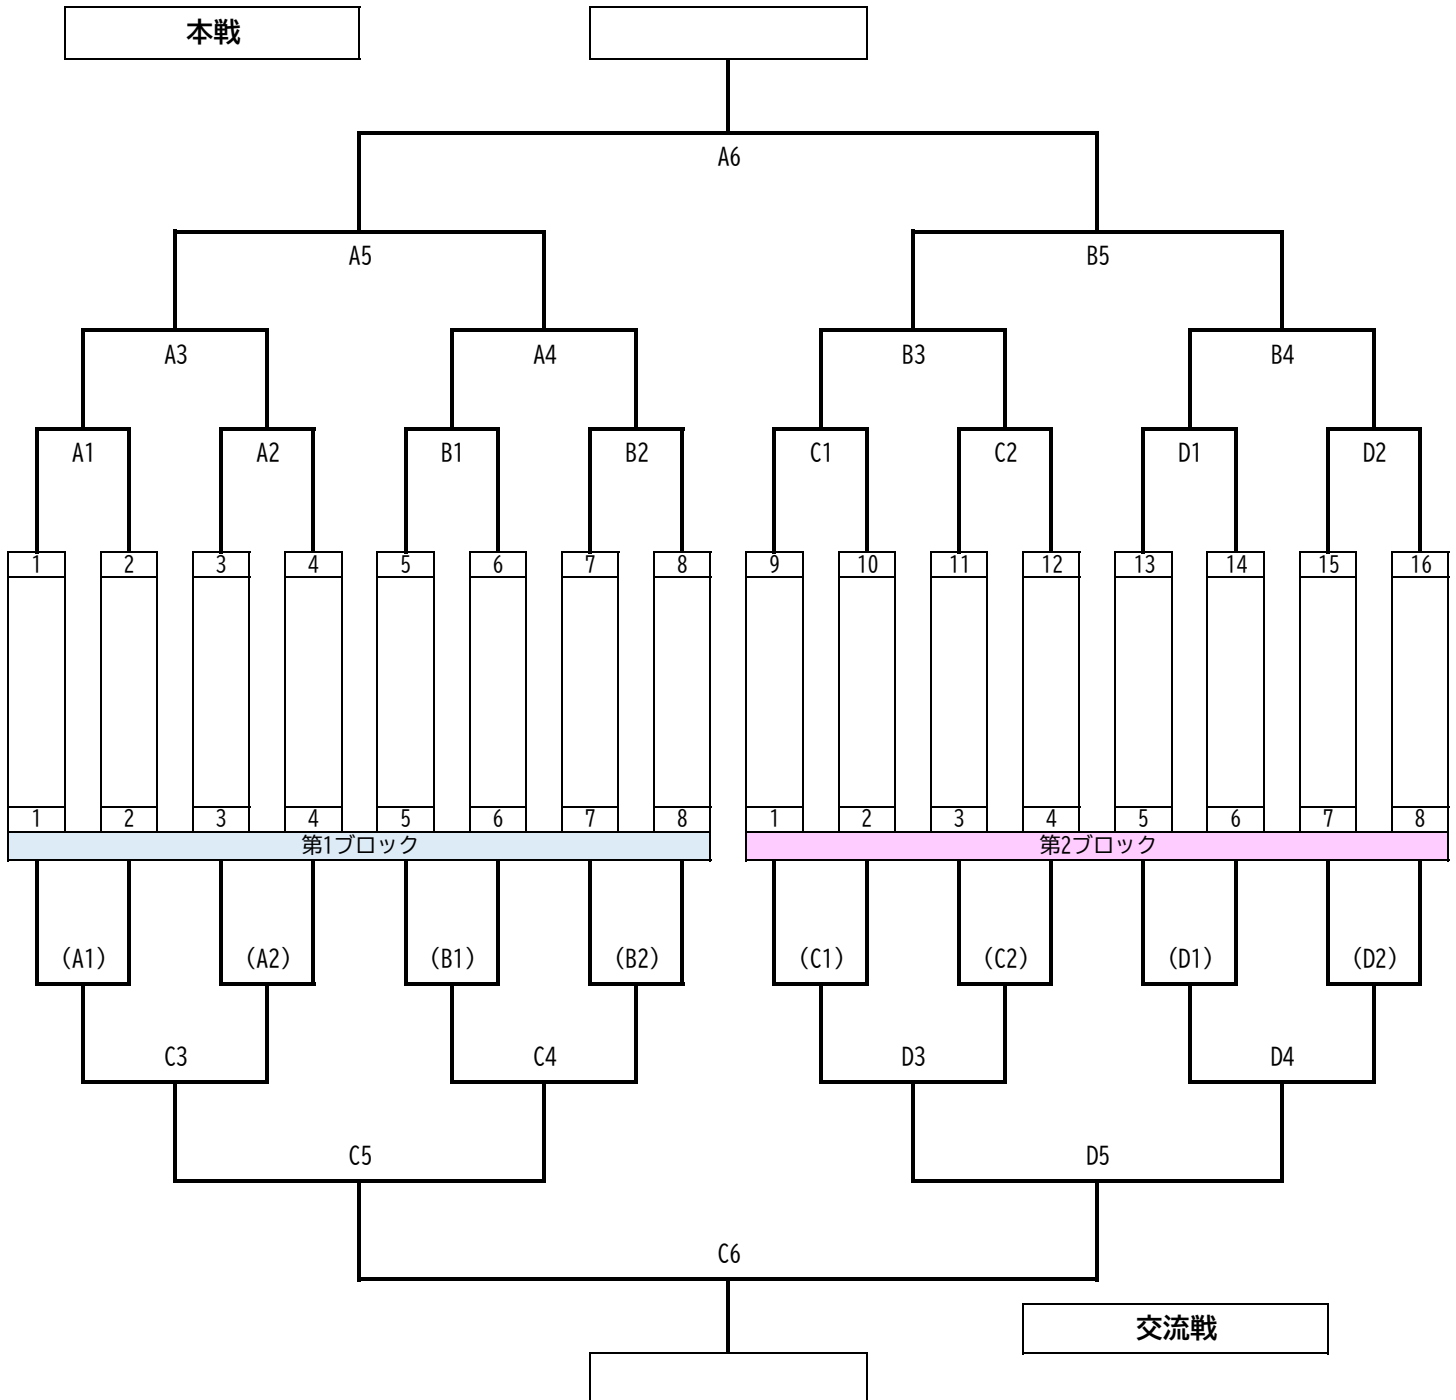 本戦
A6
A5 B5
A3 A4 B3 B4
A1 A2 B1 B2 C1 C2 D1 D2
1 2 3 4 5 6 7 8 9 10 11 12 13 14 15 16
1 2 3 4 5 6 7 8 1 2 3 4 5 6 7 8
第1ブロック 第2ブロック
(A1) (A2) (B1) (B2) (C1) (C2) (D1) (D2)
C3 C4 D3 D4
C5 D5
C6
交流戦